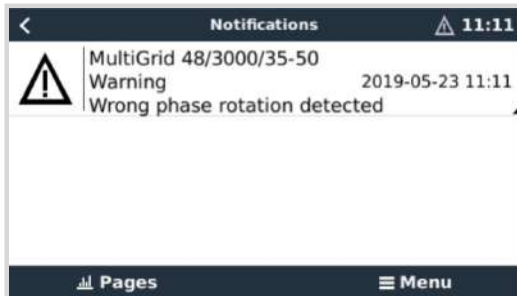 Notifications 11:11
MultiGrid 48/3000/35-50
Warning 2019-05-23 11:11
Wrong phase rotation detected
Pages Menu